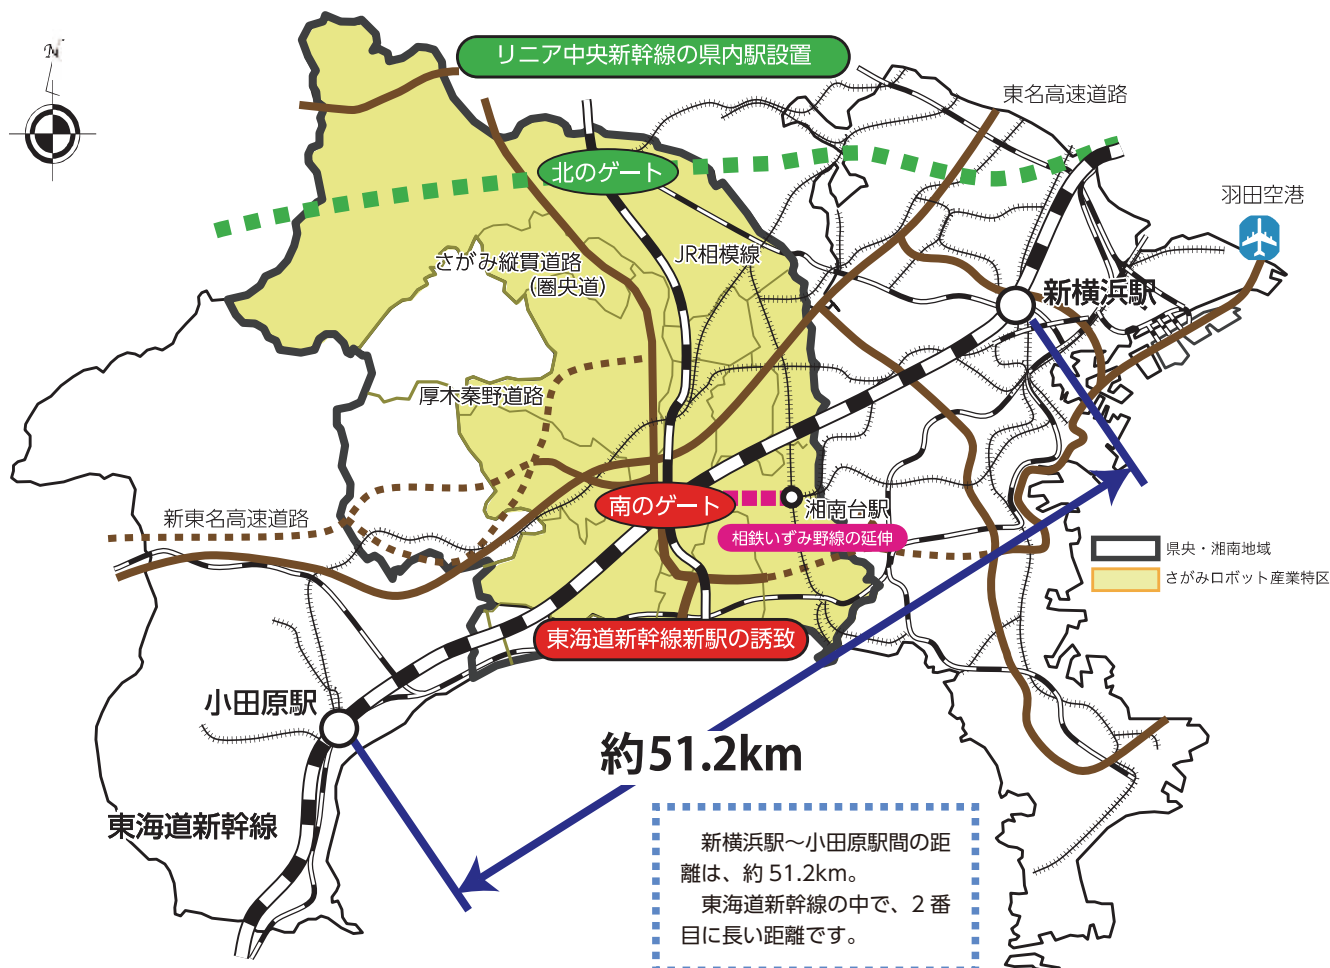 N
リニア中央新幹線の県内駅設置
東名高速道路
北のゲート
羽田空港
JR相模線
さがみ縦貫道路
(圏央道)
新横浜駅
厚木秦野道路
南のゲート
湘南台駅
新東名高速道路
相鉄いずみ野線の延伸
県央・湘南地域
さがみロボット産業特区
東海道新幹線新駅の誘致
小田原駅
約51.2km
東海道新幹線
新横浜駅～小田原駅間の距
離は、約 51.2km。
東海道新幹線の中で、2 番
目に長い距離です。